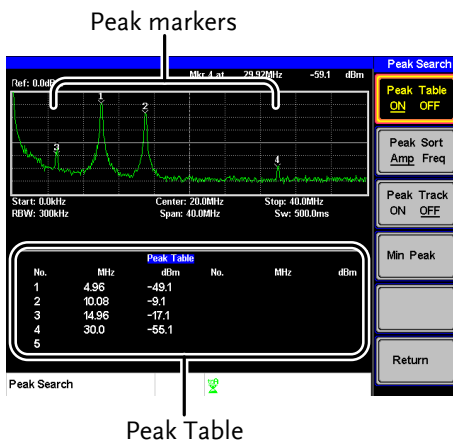 Peak markers
Peak Search
Mkr 4 at 29.92MHz -59.1 dBm
Ref: 0.0dB
1
2
3
4
Peak Table
ON OFF
Peak Sort
Amp Freq
Peak Track
ON OFF
Min Peak
Return
Start: 0.0kHz Center: 20.0MHz Stop: 40.0MHz
RBW: 300kHz Span: 40.0MHz Sw: 500.0ms
Peak Table
No. MHz dBm No. MHz dBm
1 4.96 -49.1
2 10.08 -9.1
3 14.96 -17.1
4 30.0 -55.1
5
Peak Search
Peak Table